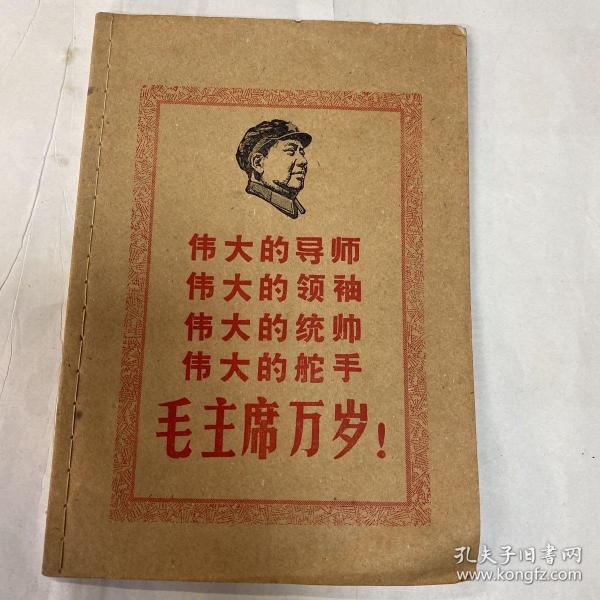 伟大的导师
伟大的领袖
伟大的统帅
伟大的舵手
毛主席万岁!
孔夫子旧书网
www.kongfz.com